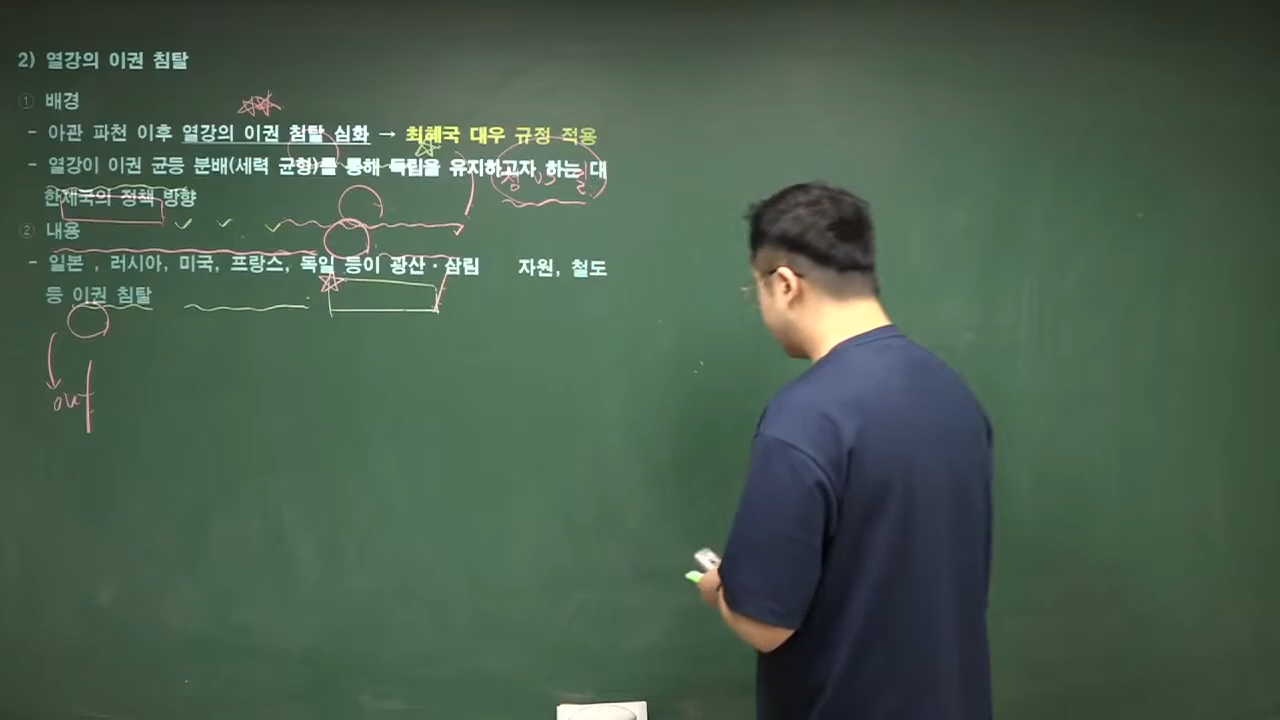 2) 열강의 이권 침탈
① 배경
- 아관 파천 이후 열강의 이권 침탈 심화 → 최혜국 대우 규정 적용
- 열강이 이권 균등 분배(세력 균형)를 통해 독립을 유지하고자 하는 대
한제국의 정책 방향
청 vs 일
② 내용
- 일본, 러시아, 미국, 프랑스, 독일 등이 광산·삼림 자원, 철도
등 이권 침탈
out